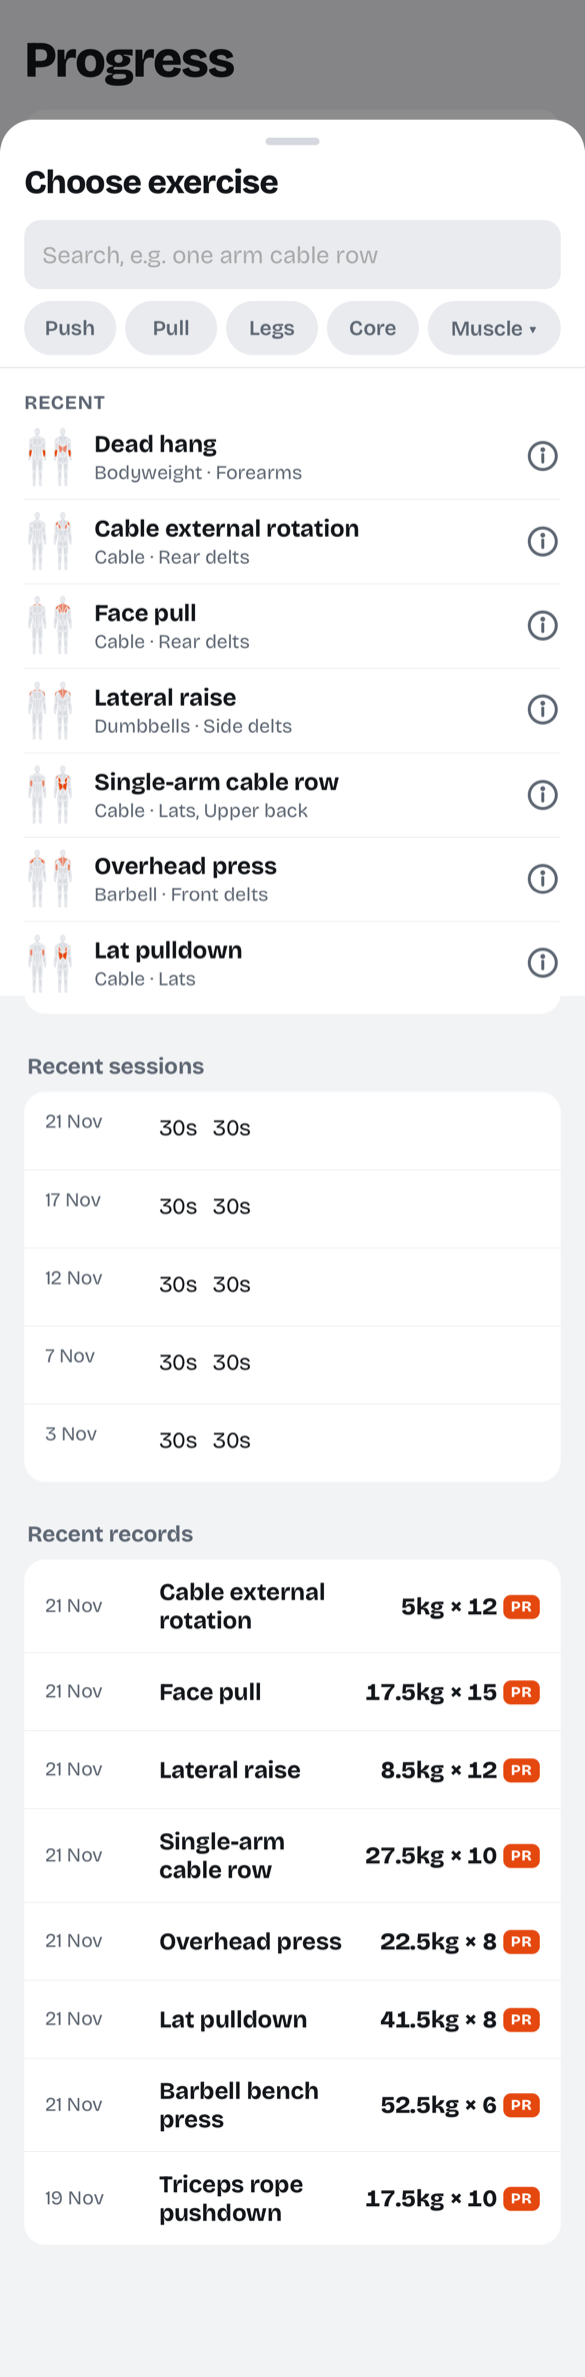 Progress
Choose exercise
Search, e.g. one arm cable row
Push Pull Legs Core Muscle ▾
RECENT
Dead hang
Bodyweight · Forearms
Cable external rotation
Cable · Rear delts
Face pull
Cable · Rear delts
Lateral raise
Dumbbells · Side delts
Single-arm cable row
Cable · Lats, Upper back
Overhead press
Barbell · Front delts
Lat pulldown
Cable · Lats
Recent sessions
21 Nov 30s 30s
17 Nov 30s 30s
12 Nov 30s 30s
7 Nov 30s 30s
3 Nov 30s 30s
Recent records
21 Nov Cable external
rotation 5kg × 12 PR
21 Nov Face pull 17.5kg × 15 PR
21 Nov Lateral raise 8.5kg × 12 PR
21 Nov Single-arm
cable row 27.5kg × 10 PR
21 Nov Overhead press 22.5kg × 8 PR
21 Nov Lat pulldown 41.5kg × 8 PR
21 Nov Barbell bench
press 52.5kg × 6 PR
19 Nov Triceps rope
pushdown 17.5kg × 10 PR